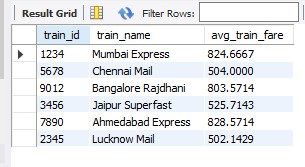 Result Grid Filter Rows:
train_id train_name avg_train_fare
1234 Mumbai Express 824.6667
5678 Chennai Mail 504.0000
9012 Bangalore Rajdhani 803.5714
3456 Jaipur Superfast 525.7143
7890 Ahmedabad Express 828.5714
2345 Lucknow Mail 502.1429